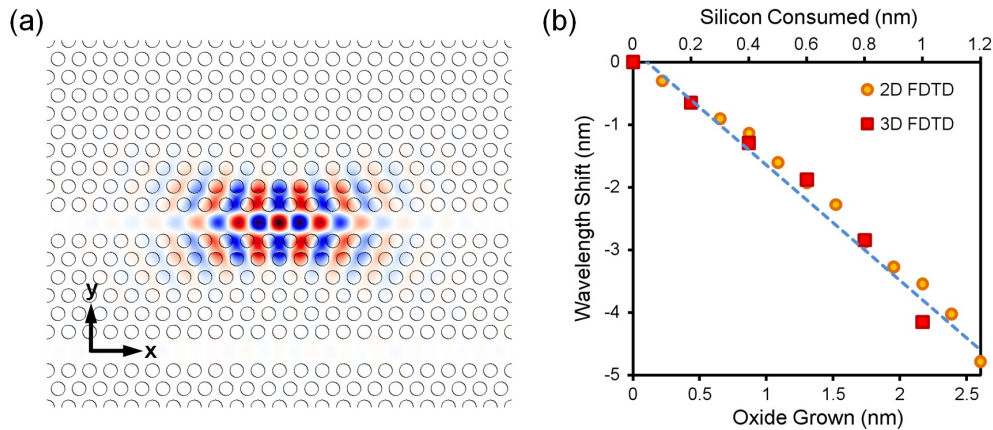 (a)
y
x
(b)
Silicon Consumed (nm)
0 0.2 0.4 0.6 0.8 1 1.2
0
-1
-2
-3
-4
-5
Wavelength Shift (nm)
2D FDTD
3D FDTD
0 0.5 1 1.5 2 2.5
Oxide Grown (nm)